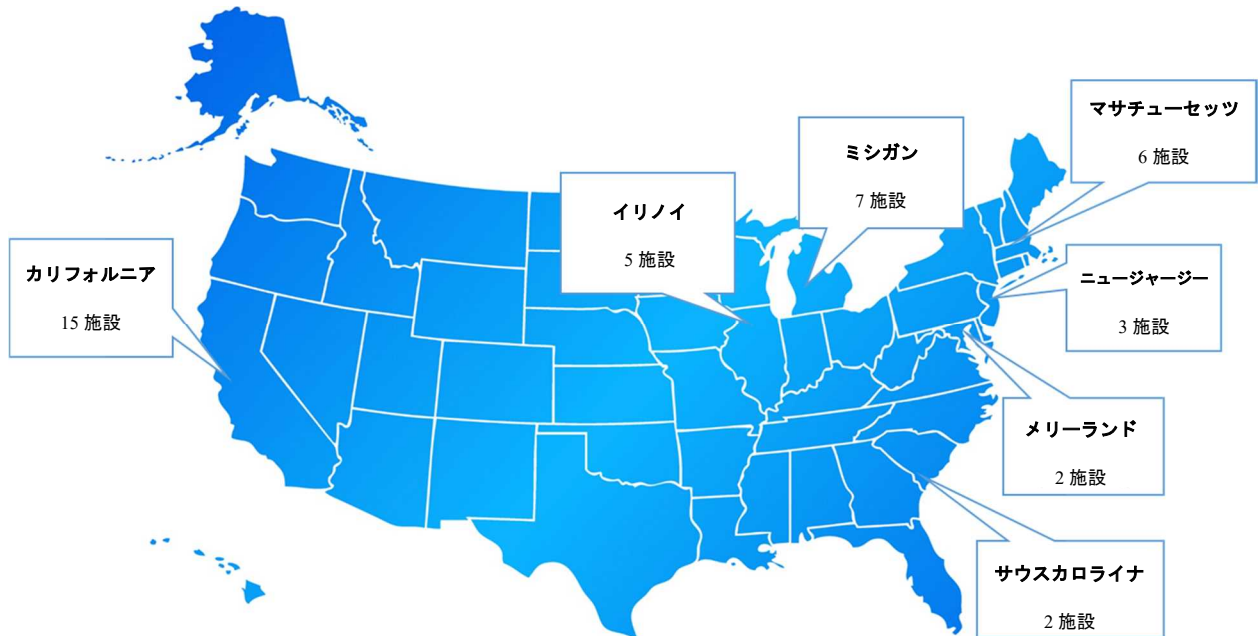 マサチューセッツ
6 施設
ミシガン
7 施設
イリノイ
5 施設
カリフォルニア
15 施設
ニュージャージー
3 施設
メリーランド
2 施設
サウスカロライナ
2 施設